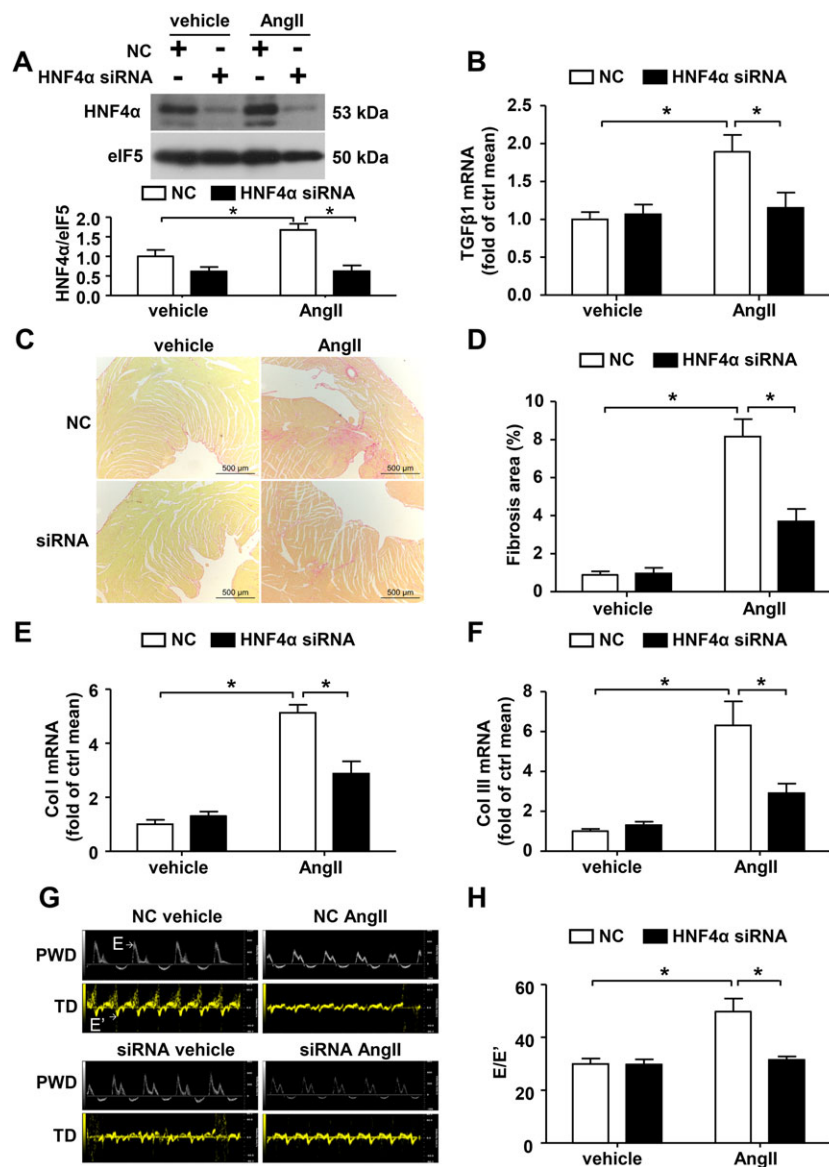 A
vehicle AngII
NC + - + -
HNF4α siRNA - + - +
HNF4α 53 kDa
eIF5 50 kDa
NC HNF4α siRNA
HNF4α/eIF5
2.0
1.5
1.0
0.5
0.0
* *
vehicle AngII
B
NC HNF4α siRNA
TGFβ1 mRNA
(fold of ctrl mean)
2.5
2.0
1.5
1.0
0.5
0.0
* *
vehicle AngII
C
vehicle AngII
NC
500 μm 500 μm
siRNA
500 μm 500 μm
D
NC HNF4α siRNA
Fibrosis area (%)
10
8
6
4
2
0
* *
vehicle AngII
E
NC HNF4α siRNA
Col I mRNA
(fold of ctrl mean)
6
4
2
0
* *
vehicle AngII
F
NC HNF4α siRNA
Col III mRNA
(fold of ctrl mean)
8
6
4
2
0
* *
vehicle AngII
G
NC vehicle NC AngII
PWD
E
TD
E'
siRNA vehicle siRNA AngII
PWD
TD
H
NC HNF4α siRNA
E/E'
60
40
20
0
* *
vehicle AngII